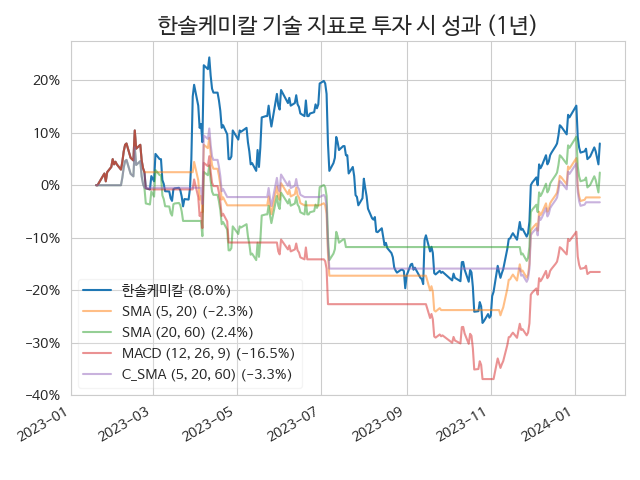 한솔케미칼 기술 지표로 투자 시 성과 (1년)
20%
10%
0%
−10%
−20%
−30%
−40%
한솔케미칼 (8.0%)
SMA (5, 20) (−2.3%)
SMA (20, 60) (2.4%)
MACD (12, 26, 9) (−16.5%)
C_SMA (5, 20, 60) (−3.3%)
2023−01
2023−03
2023−05
2023−07
2023−09
2023−11
2024−01